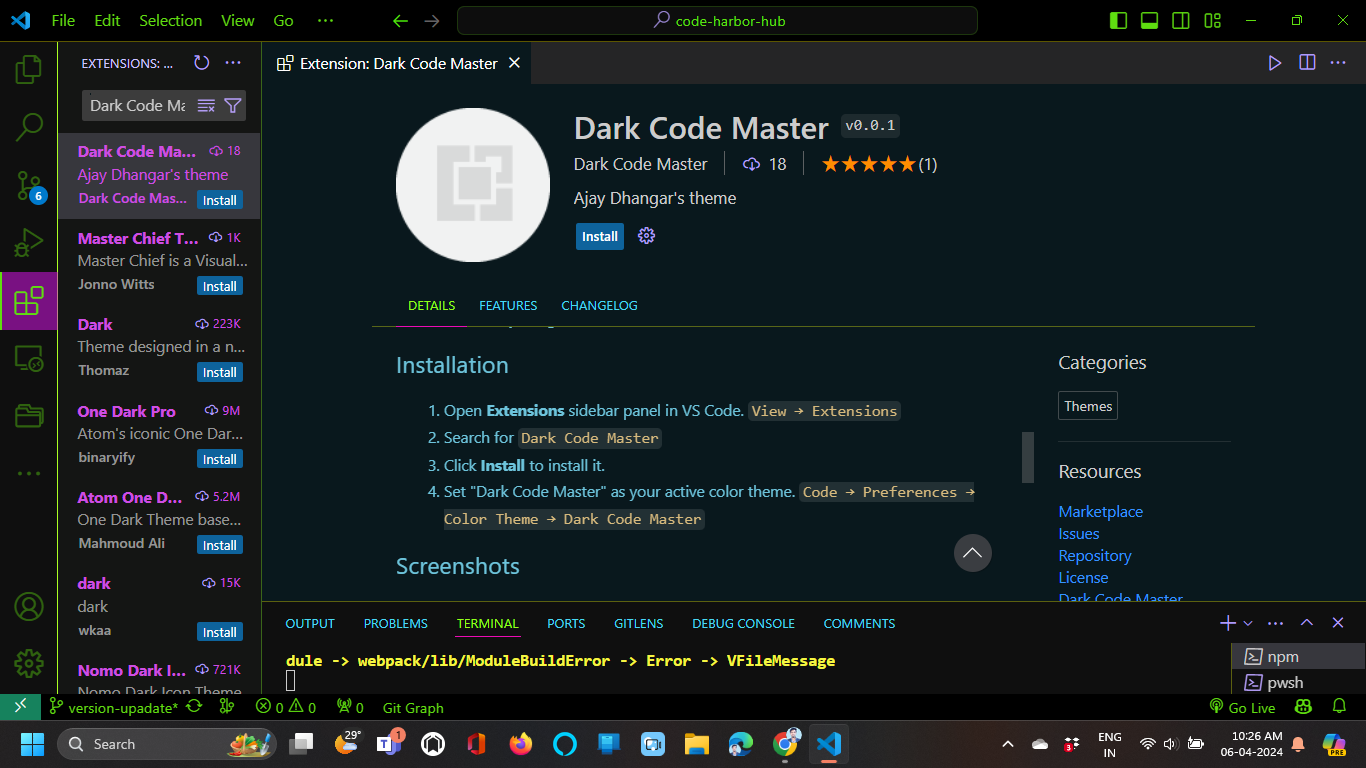 File Edit Selection View Go ··· code-harbor-hub
EXTENSIONS: ...
Dark Code Ma
Dark Code Ma... 18
Ajay Dhangar's theme
Dark Code Mas... Install
Master Chief T... 1K
Master Chief is a Visual...
Jonno Witts Install
Dark 223K
Theme designed in a n...
Thomaz Install
One Dark Pro 9M
Atom's iconic One Dar...
binaryify Install
Atom One D... 5.2M
One Dark Theme base...
Mahmoud Ali Install
dark 15K
dark
wkaa Install
Nomo Dark I... 721K
Nomo Dark Icon Theme
6
Extension: Dark Code Master
Dark Code Master v0.0.1
Dark Code Master 18 ★★★★★(1)
Ajay Dhangar's theme
Install
DETAILS FEATURES CHANGELOG
Installation
1. Open Extensions sidebar panel in VS Code. View → Extensions
2. Search for Dark Code Master
3. Click Install to install it.
4. Set "Dark Code Master" as your active color theme. Code → Preferences →
Color Theme → Dark Code Master
Screenshots
Categories
Themes
Resources
Marketplace
Issues
Repository
License
Dark Code Master
OUTPUT PROBLEMS TERMINAL PORTS GITLENS DEBUG CONSOLE COMMENTS
dule -> webpack/lib/ModuleBuildError -> Error -> VFileMessage
npm
pwsh
version-upadate* 0 0 0 Git Graph Go Live
Search 29° 1 3 ENG 10:26 AM
IN 06-04-2024 PRE